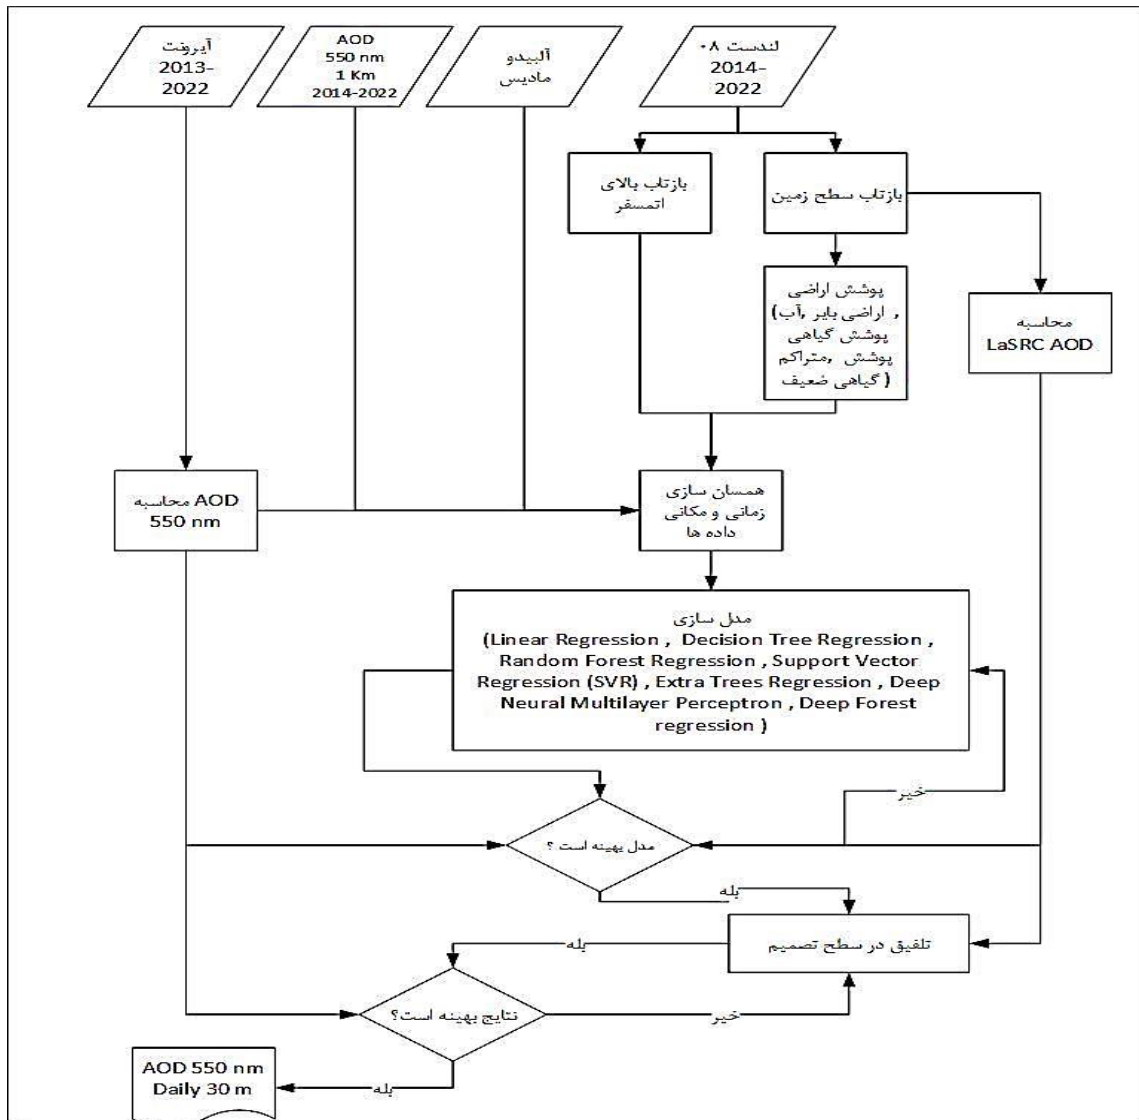 آیرونت
2013-
2022
AOD
550 nm
1 Km
2014-2022
آلبیدو
مادیس
لندست ۰۸
2014-
2022
بازتاب بالای
اتمسفر
بازتاب سطح زمین
پوشش اراضی
(اراضی بایر ,آب ,
پوشش گیاهی
متراکم, پوشش
گیاهی ضعیف )
محاسبه
LaSRC AOD
محاسبه AOD
550 nm
همسان سازی
زمانی و مکانی
داده ها
مدل سازی
(Linear Regression , Decision Tree Regression ,
Random Forest Regression , Support Vector
Regression (SVR) , Extra Trees Regression , Deep
Neural Multilayer Perceptron , Deep Forest
regression )
خیر
مدل بهینه است ؟
بله
تلفیق در سطح تصمیم
بله
نتایج بهینه است؟
خیر
بله
AOD 550 nm
Daily 30 m